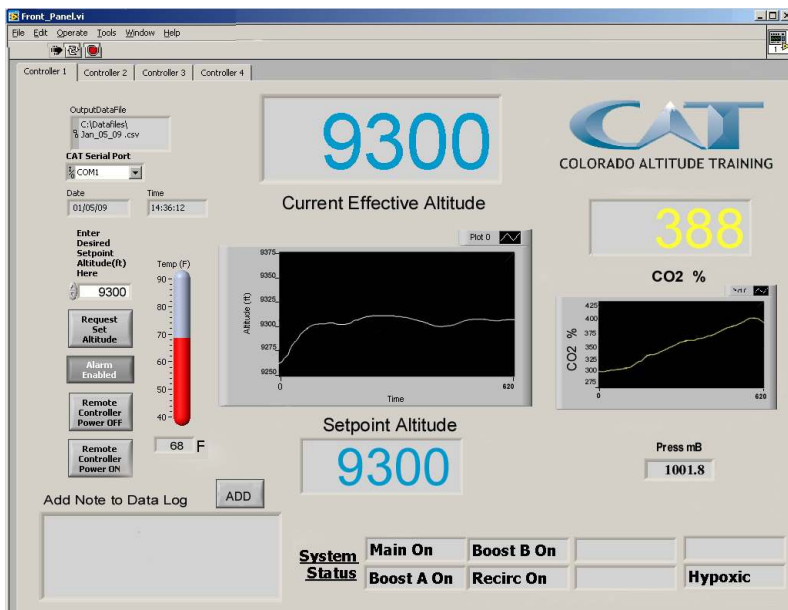 Front_Panel.vi
File Edit Operate Tools Window Help
1
Controller 1 Controller 2 Controller 3 Controller 4
OutputDataFile
C:\Datafiles\
Jan_05_09 .csv
CAT Serial Port
COM1
Date Time
01/05/09 14:36:12
9300
Current Effective Altitude
CAT
COLORADO ALTITUDE TRAINING
388
CO2 %
Enter
Desired
Setpoint
Altitude(ft)
Here
9300
Request
Set
Altitude
Alarm
Enabled
Remote
Controller
Power OFF
Remote
Controller
Power ON
Temp (F)
90
80
70
60
50
40
68 F
Plot 0
9375
9350
9325
9300
9275
9250
Altitude (ft)
0 620
Time
425
400
375
350
325
300
275
CO2 %
0 620
Setpoint Altitude
9300
Press mB
1001.8
Add Note to Data Log ADD
System
Status
Main On Boost B On
Boost A On Recirc On Hypoxic